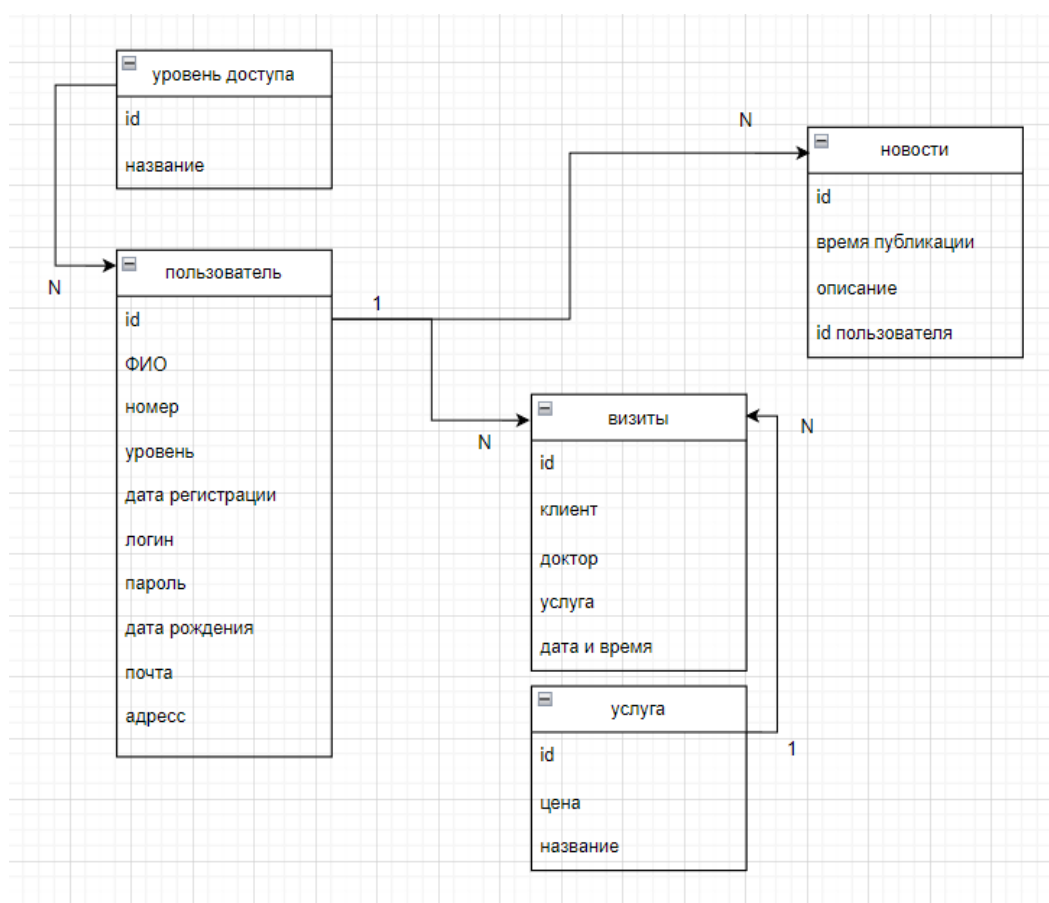 уровень доступа
id
название
N
пользователь
id
ФИО
номер
уровень
дата регистрации
логин
пароль
дата рождения
почта
адресс
1
N
новости
id
время публикации
описание
id пользователя
N
визиты
id
клиент
доктор
услуга
дата и время
N
услуга
id
цена
название
1